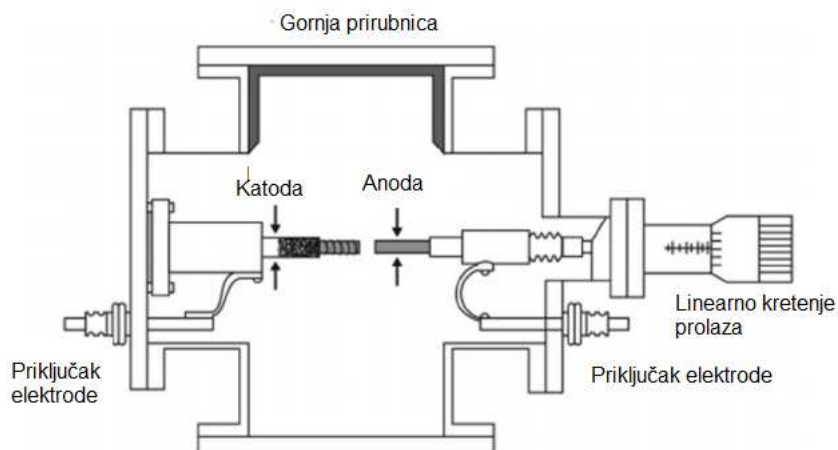 Gornja prirubnica
Katoda
Anoda
Linearno kretenje
prolaza
Priključak
elektrode
Priključak elektrode